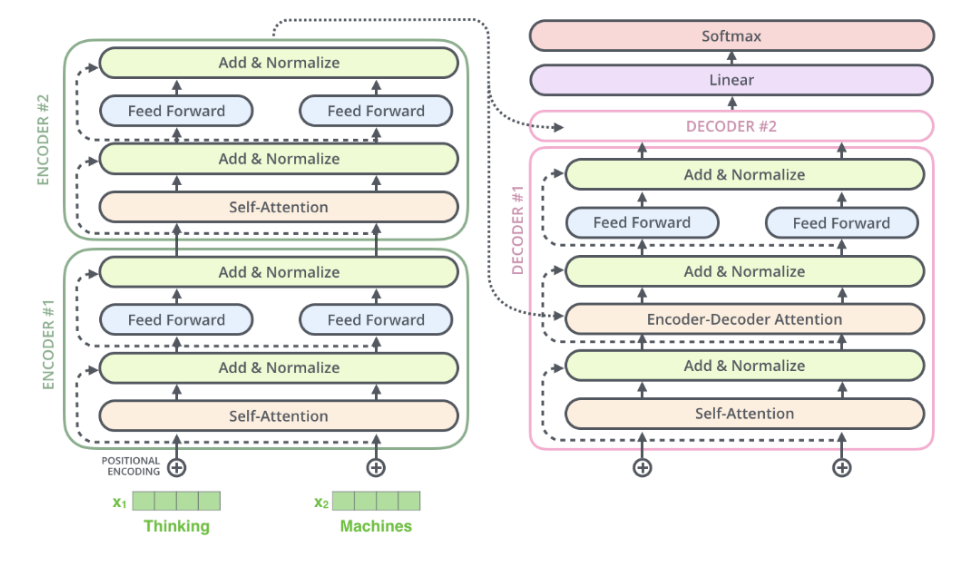 ENCODER #2
Add & Normalize
Feed Forward
Feed Forward
Add & Normalize
Self-Attention
ENCODER #1
Add & Normalize
Feed Forward
Feed Forward
Add & Normalize
Self-Attention
POSITIONAL
ENCODING
x₁
x₂
Thinking
Machines
Softmax
Linear
DECODER #2
DECODER #1
Add & Normalize
Feed Forward
Feed Forward
Add & Normalize
Encoder-Decoder Attention
Add & Normalize
Self-Attention